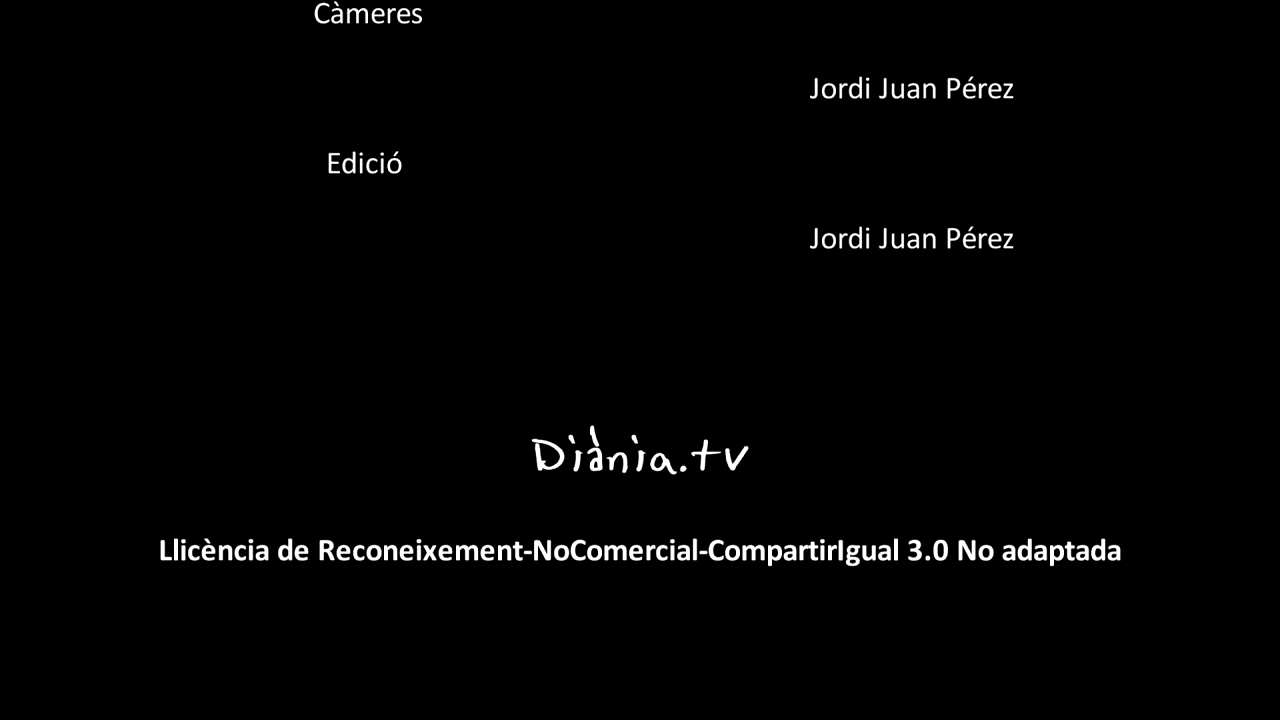 Càmeres
Jordi Juan Pérez
Edició
Jordi Juan Pérez
Diània.tv
Llicència de Reconeixement-NoComercial-CompartirIgual 3.0 No adaptada